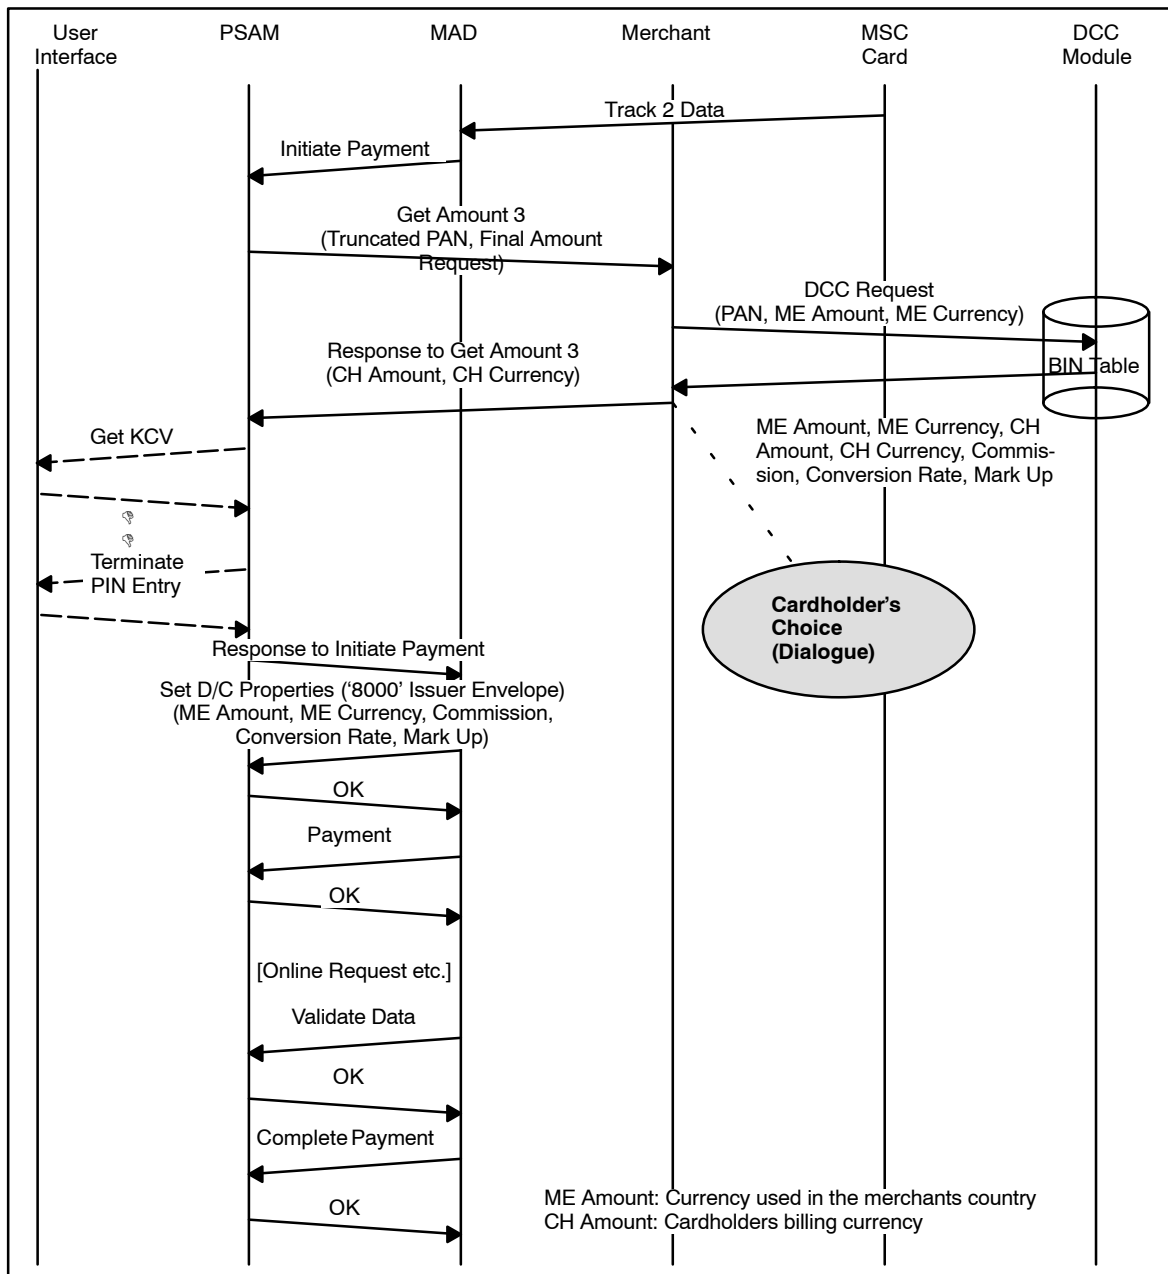 User
Interface
PSAM
MAD
Merchant
MSC
Card
DCC
Module
Track 2 Data
Initiate Payment
Get Amount 3
(Truncated PAN, Final Amount
Request)
DCC Request
(PAN, ME Amount, ME Currency)
Response to Get Amount 3
(CH Amount, CH Currency)
BIN Table
ME Amount, ME Currency, CH
Amount, CH Currency, Commis-
sion, Conversion Rate, Mark Up
Get KCV
Terminate
PIN Entry
Cardholder’s
Choice
(Dialogue)
Response to Initiate Payment
Set D/C Properties (‘8000’ Issuer Envelope)
(ME Amount, ME Currency, Commission,
Conversion Rate, Mark Up)
OK
Payment
OK
[Online Request etc.]
Validate Data
OK
Complete Payment
OK
ME Amount: Currency used in the merchants country
CH Amount: Cardholders billing currency